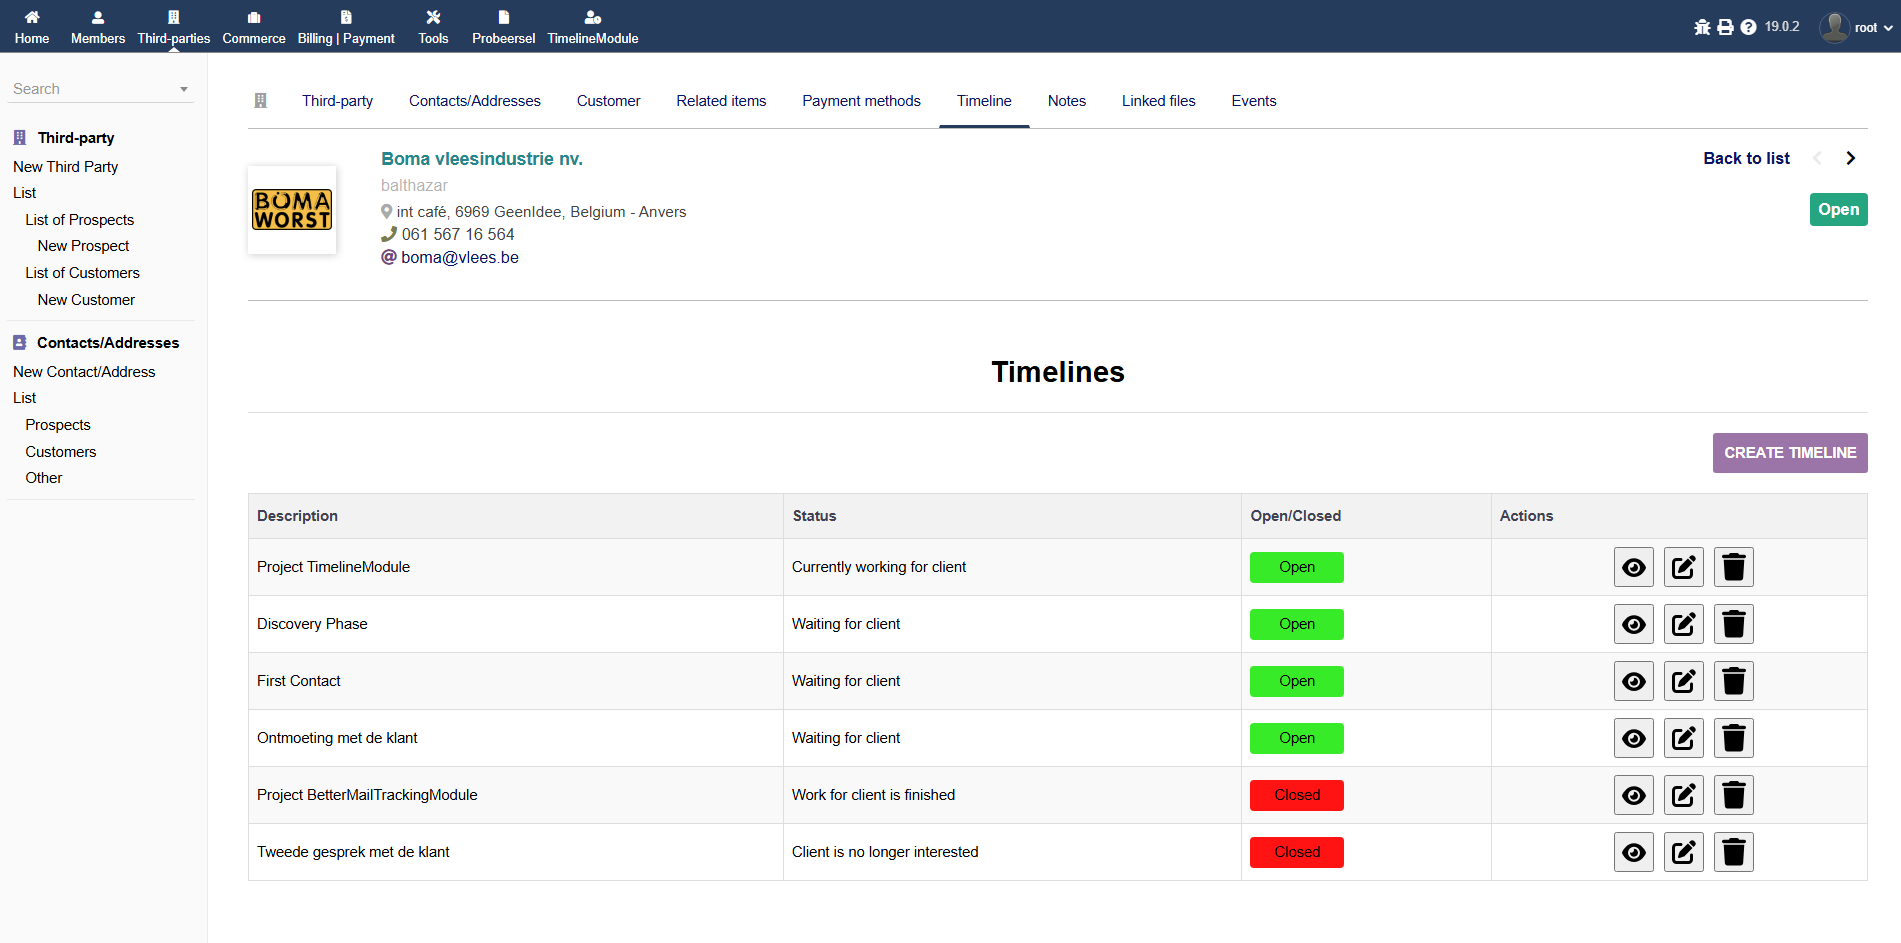 Home Members Third-parties Commerce Billing | Payment Tools Probeersel TimelineModule 19.0.2 root
Search
Third-party
New Third Party
List
List of Prospects
New Prospect
List of Customers
New Customer
Contacts/Addresses
New Contact/Address
List
Prospects
Customers
Other
Third-party Contacts/Addresses Customer Related items Payment methods Timeline Notes Linked files Events
BOMA
WORST
Boma vleesindustrie nv.
balthazar
int café, 6969 GeenIdee, Belgium - Anvers
061 567 16 564
@ boma@vlees.be
Back to list
Open
Timelines
CREATE TIMELINE
Description Status Open/Closed Actions
Project TimelineModule Currently working for client Open
Discovery Phase Waiting for client Open
First Contact Waiting for client Open
Ontmoeting met de klant Waiting for client Open
Project BetterMailTrackingModule Work for client is finished Closed
Tweede gesprek met de klant Client is no longer interested Closed